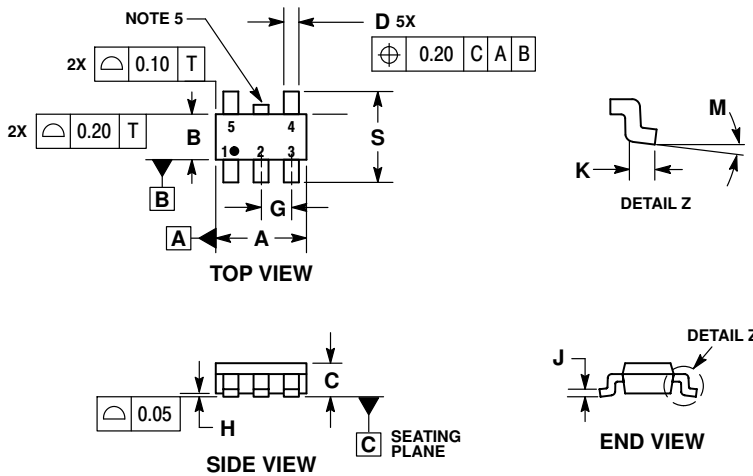 NOTE 5
D 5X
⌖ 0.20 C A B
2X ⌓ 0.10 T
2X ⌓ 0.20 T
B
5 4
1 2 3
S
B
G
A
A
TOP VIEW
M
K
DETAIL Z
C
⌓ 0.05
H
C SEATING
PLANE
SIDE VIEW
J
DETAIL Z
END VIEW